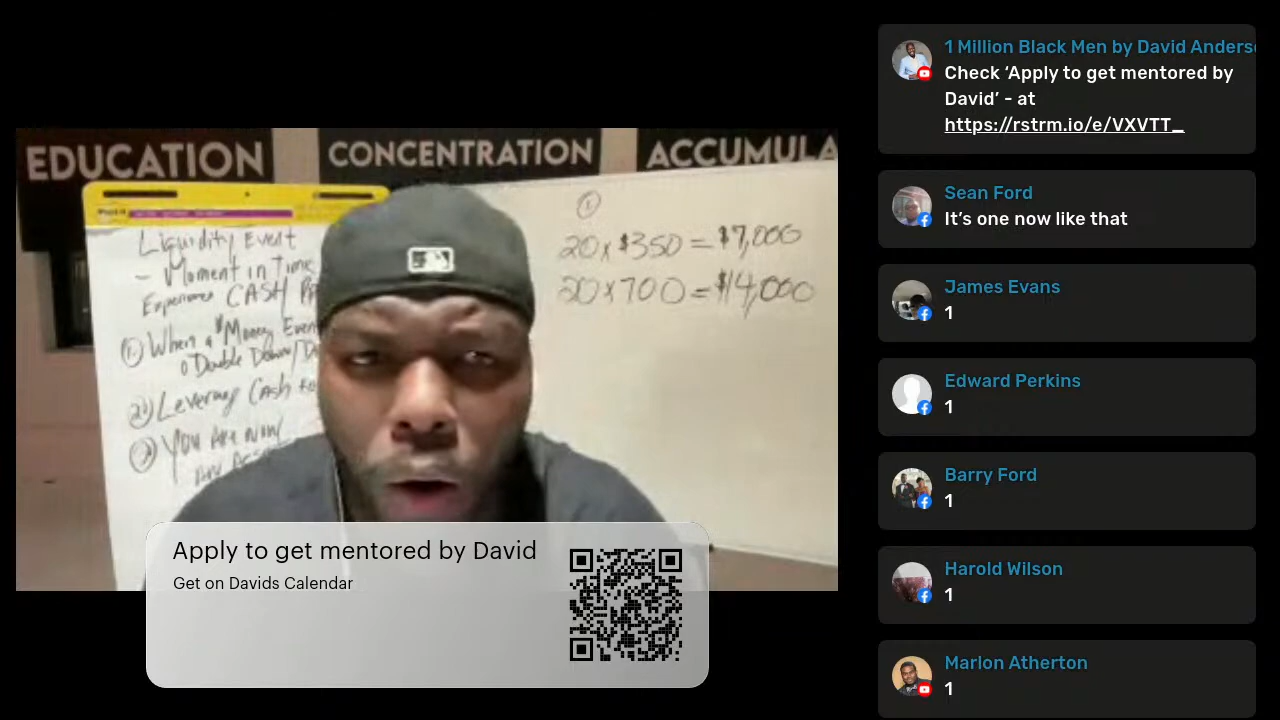 EDUCATION
CONCENTRATION
ACCUMULA
Liquidity Event
- Moment in Time
Experience CASH
① When a $Money Even
o Double Down/D
② Leverag Cash
③ You Are Now
①
20 x $350 = $7,000
20 x 700 = $14,000
Apply to get mentored by David
Get on Davids Calendar
1 Million Black Men by David Anders
Check ‘Apply to get mentored by
David’ - at
https://rstrm.io/e/VXVTT_
Sean Ford
It’s one now like that
James Evans
1
Edward Perkins
1
Barry Ford
1
Harold Wilson
1
Marlon Atherton
1